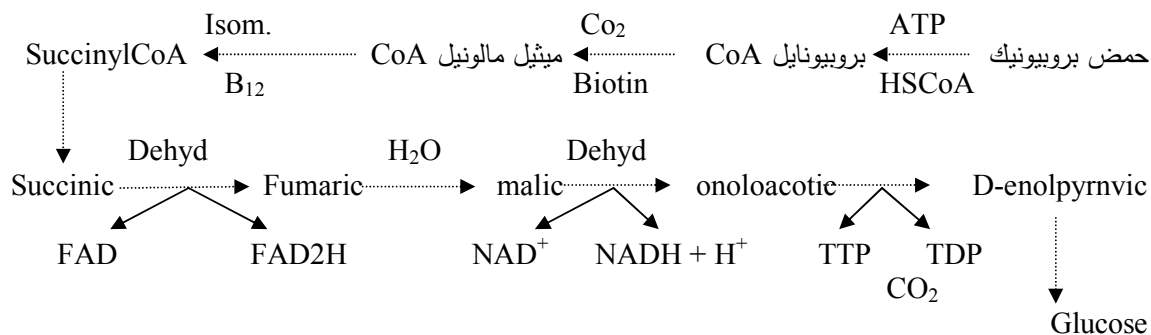 Isom. Co₂ ATP
SuccinylCoA CoA ميثيل مالونيل CoA بروبيونايل حمض بروبيونيك
B₁₂ Biotin HSCoA
Dehyd H₂O Dehyd
Succinic Fumaric malic onoloacotic D-enolpyrnvic
FAD FAD2H NAD⁺ NADH + H⁺ TTP TDP
CO₂
Glucose